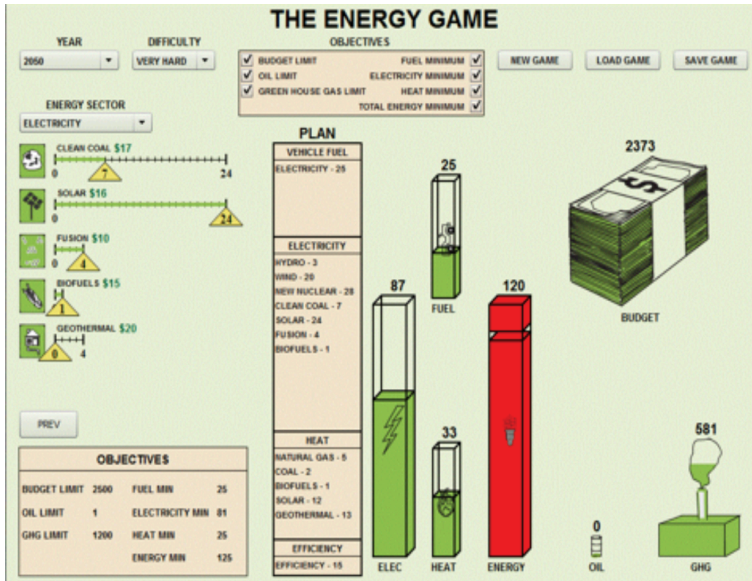 THE ENERGY GAME
YEAR
2050
DIFFICULTY
VERY HARD
OBJECTIVES
BUDGET LIMIT
FUEL MINIMUM
OIL LIMIT
ELECTRICITY MINIMUM
GREEN HOUSE GAS LIMIT
HEAT MINIMUM
TOTAL ENERGY MINIMUM
NEW GAME
LOAD GAME
SAVE GAME
ENERGY SECTOR
ELECTRICITY
CLEAN COAL $17
0 7 24
SOLAR $16
0 24
FUSION $10
0 4
BIOFUELS $15
1
GEOTHERMAL $20
0 4
PREV
OBJECTIVES
BUDGET LIMIT 2500 FUEL MIN 25
OIL LIMIT 1 ELECTRICITY MIN 81
GHG LIMIT 1200 HEAT MIN 25
ENERGY MIN 125
PLAN
VEHICLE FUEL
ELECTRICITY - 25
ELECTRICITY
HYDRO - 3
WIND - 20
NEW NUCLEAR - 28
CLEAN COAL - 7
SOLAR - 24
FUSION - 4
BIOFUELS - 1
HEAT
NATURAL GAS - 5
COAL - 2
BIOFUELS - 1
SOLAR - 12
GEOTHERMAL - 13
EFFICIENCY
EFFICIENCY - 15
87
ELEC
25
FUEL
33
HEAT
120
ENERGY
2373
$
BUDGET
0
OIL
581
GHG